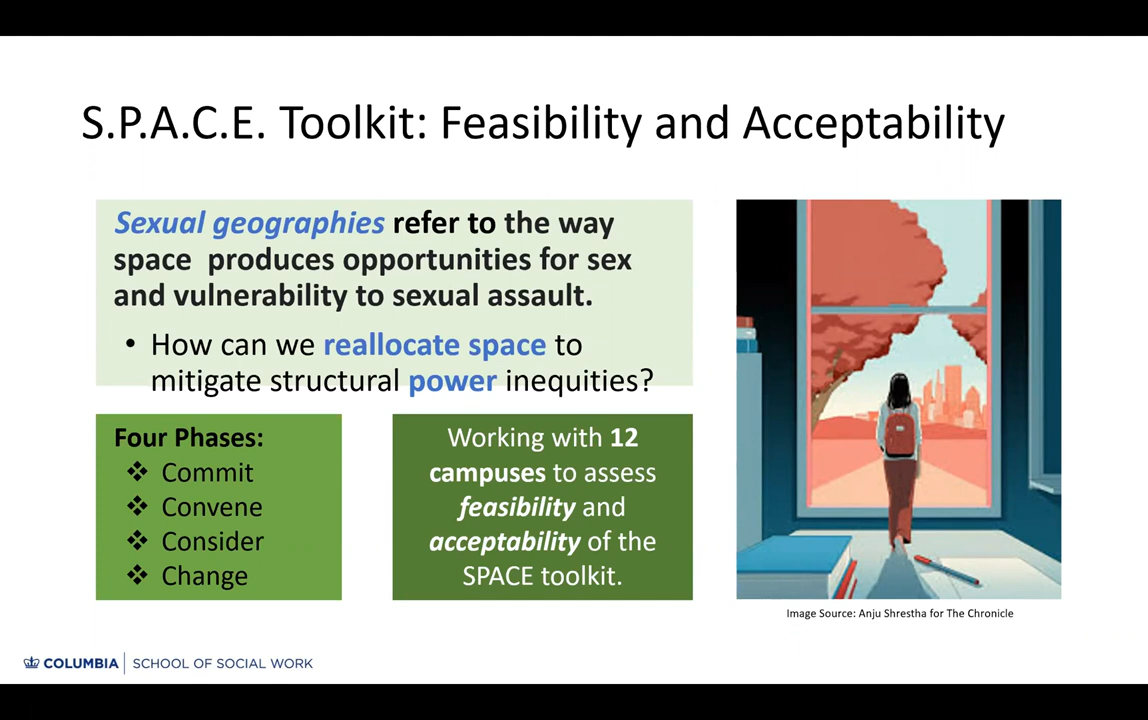 S.P.A.C.E. Toolkit: Feasibility and Acceptability
Sexual geographies refer to the way
space produces opportunities for sex
and vulnerability to sexual assault.
• How can we reallocate space to
mitigate structural power inequities?
Four Phases:
❖ Commit
❖ Convene
❖ Consider
❖ Change
Working with 12
campuses to assess
feasibility and
acceptability of the
SPACE toolkit.
Image Source: Anju Shrestha for The Chronicle
COLUMBIA | SCHOOL OF SOCIAL WORK